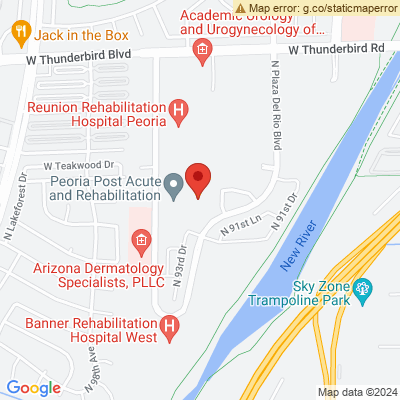 Map error: g.co/staticmaperror
Jack in the Box
Academic Urology
and Urogynecology of...
W Thunderbird Blvd
W Thunderbird Rd
N Plaza Del Rio Blvd
Reunion Rehabilitation
Hospital Peoria
H
W Teakwood Dr
Peoria Post Acute
and Rehabilitation
N Lakeforest Dr
N 91st Dr
N 91st Ln
New River
N 93rd Dr
Arizona Dermatology
Specialists, PLLC
Sky Zone
Trampoline Park
Banner Rehabilitation
Hospital West
H
N 98th Ave
Google
Map data ©2024